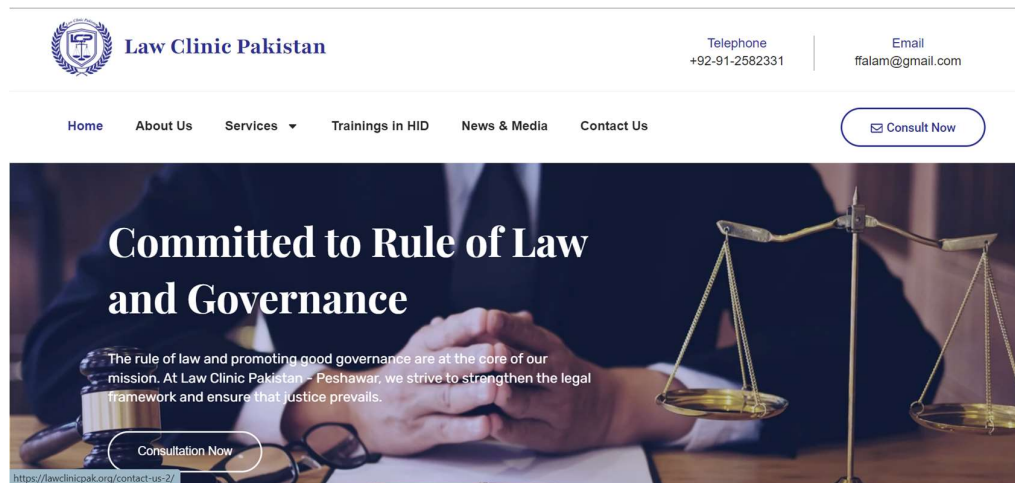 LCP
Law Clinic Pakistan
Telephone
+92-91-2582331
Email
ffalam@gmail.com
Home
About Us
Services
Trainings in HID
News & Media
Contact Us
Consult Now
Committed to Rule of Law
and Governance
The rule of law and promoting good governance are at the core of our
mission. At Law Clinic Pakistan - Peshawar, we strive to strengthen the legal
framework and ensure that justice prevails.
Consultation Now
https://lawclinicpak.org/contact-us-2/